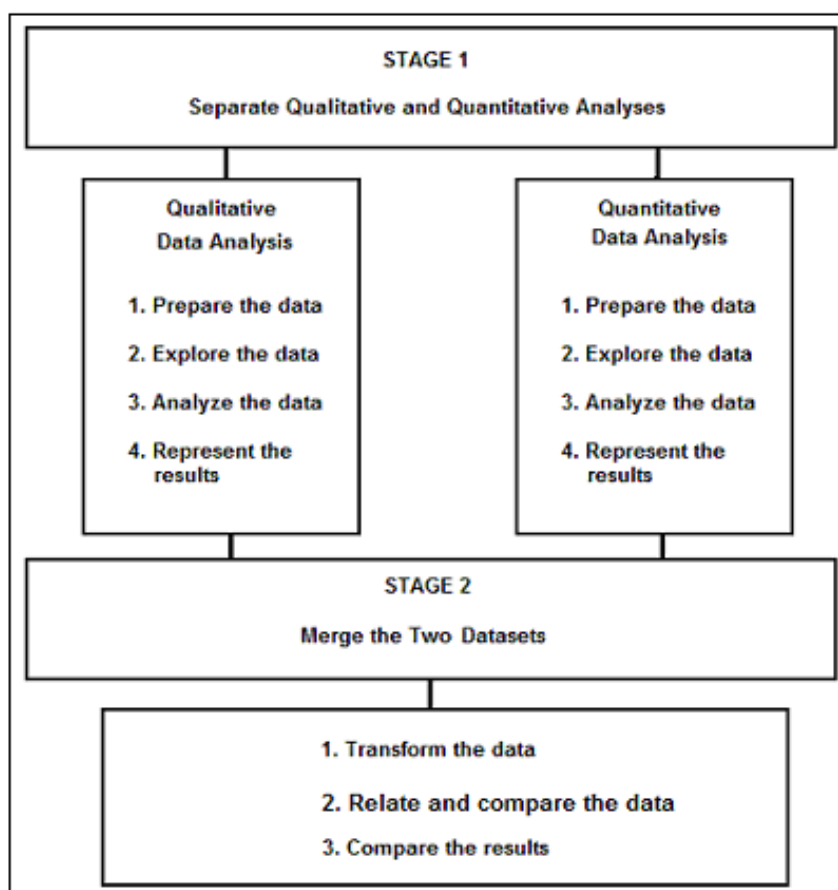 STAGE 1
Separate Qualitative and Quantitative Analyses
Qualitative
Data Analysis
1. Prepare the data
2. Explore the data
3. Analyze the data
4. Represent the
results
Quantitative
Data Analysis
1. Prepare the data
2. Explore the data
3. Analyze the data
4. Represent the
results
STAGE 2
Merge the Two Datasets
1. Transform the data
2. Relate and compare the data
3. Compare the results